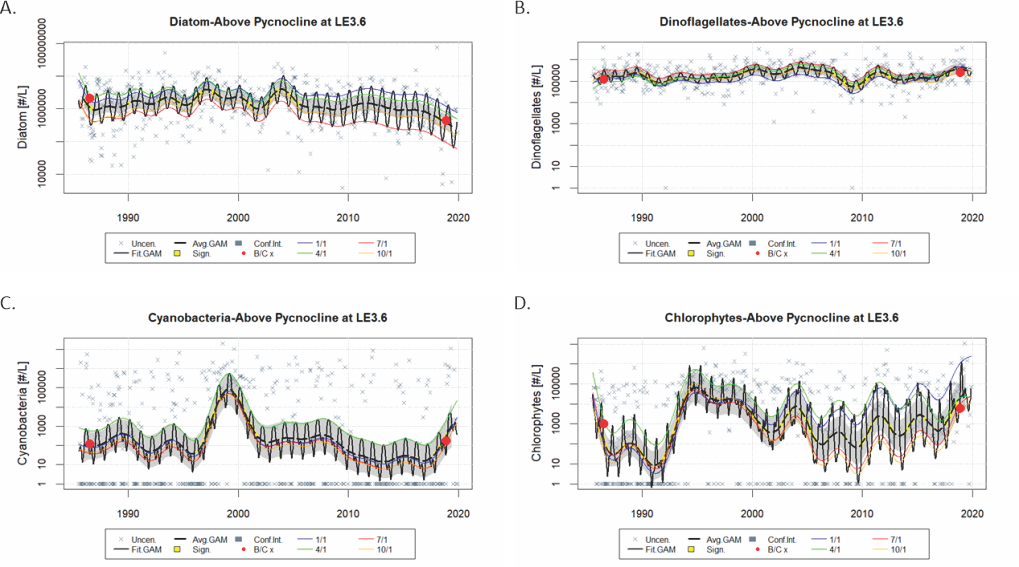 A.
Diatom-Above Pycnocline at LE3.6
Diatom [#/L]
100000000
1000000
10000
1990 2000 2010 2020
Uncen. Avg.GAM Conf.Int. 1/1 7/1
Fit.GAM Sign. B/C x 4/1 10/1
B.
Dinoflagellates-Above Pycnocline at LE3.6
Dinoflagellates [#/L]
100000
1000
10
1
1990 2000 2010 2020
Uncen. Avg.GAM Conf.Int. 1/1 7/1
Fit.GAM Sign. B/C x 4/1 10/1
C.
Cyanobacteria-Above Pycnocline at LE3.6
Cyanobacteria [#/L]
100000
1000
10
1
1990 2000 2010 2020
Uncen. Avg.GAM Conf.Int. 1/1 7/1
Fit.GAM Sign. B/C x 4/1 10/1
D.
Chlorophytes-Above Pycnocline at LE3.6
Chlorophytes [#/L]
100000
1000
10
1
1990 2000 2010 2020
Uncen. Avg.GAM Conf.Int. 1/1 7/1
Fit.GAM Sign. B/C x 4/1 10/1